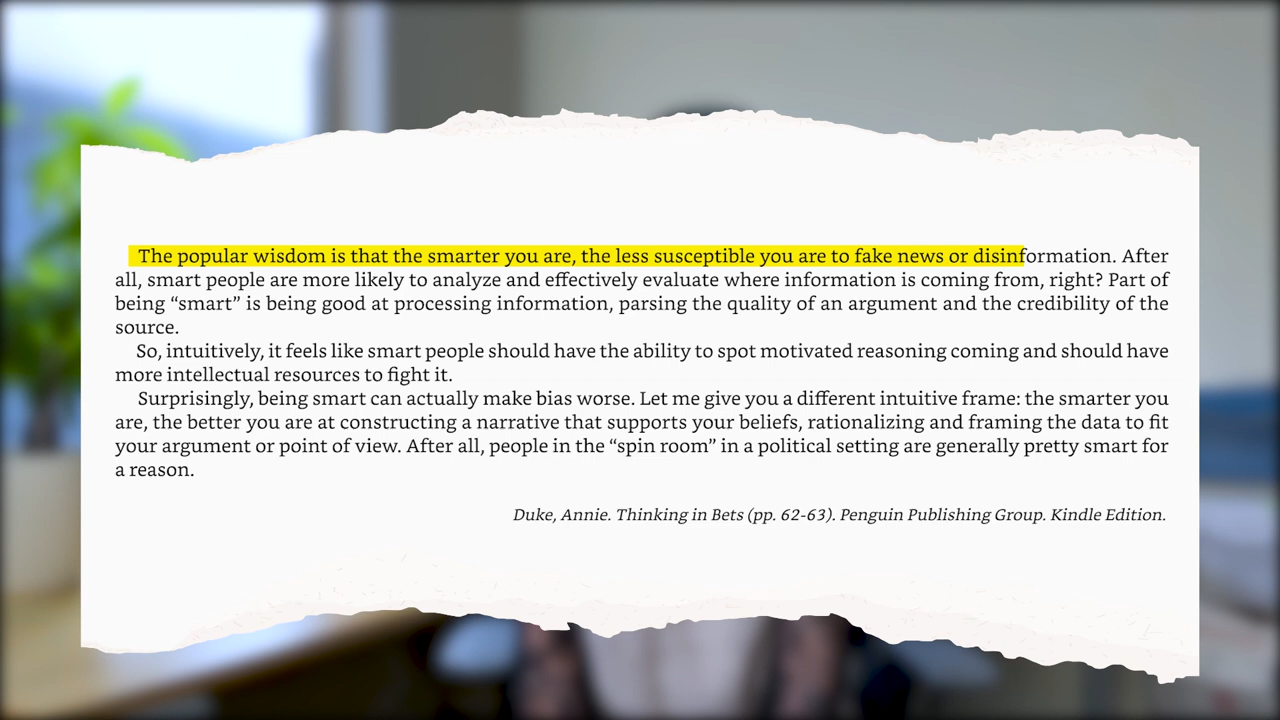 The popular wisdom is that the smarter you are, the less susceptible you are to fake news or disinformation. After
all, smart people are more likely to analyze and effectively evaluate where information is coming from, right? Part of
being “smart” is being good at processing information, parsing the quality of an argument and the credibility of the
source.
So, intuitively, it feels like smart people should have the ability to spot motivated reasoning coming and should have
more intellectual resources to fight it.
Surprisingly, being smart can actually make bias worse. Let me give you a different intuitive frame: the smarter you
are, the better you are at constructing a narrative that supports your beliefs, rationalizing and framing the data to fit
your argument or point of view. After all, people in the “spin room” in a political setting are generally pretty smart for
a reason.
Duke, Annie. Thinking in Bets (pp. 62-63). Penguin Publishing Group. Kindle Edition.